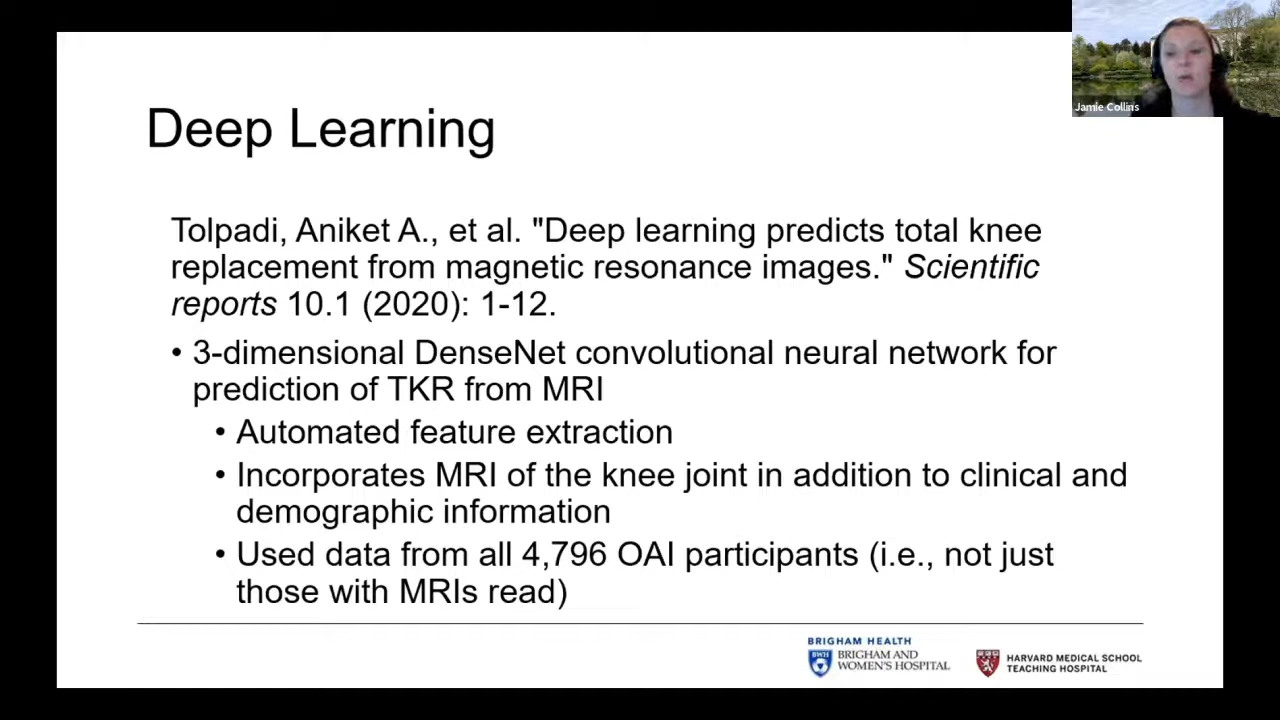 Jamie Collins
Deep Learning
Tolpadi, Aniket A., et al. "Deep learning predicts total knee
replacement from magnetic resonance images." Scientific
reports 10.1 (2020): 1-12.
• 3-dimensional DenseNet convolutional neural network for
prediction of TKR from MRI
• Automated feature extraction
• Incorporates MRI of the knee joint in addition to clinical and
demographic information
• Used data from all 4,796 OAI participants (i.e., not just
those with MRIs read)
BRIGHAM HEALTH
BWH
BRIGHAM AND
WOMEN'S HOSPITAL
HARVARD MEDICAL SCHOOL
TEACHING HOSPITAL